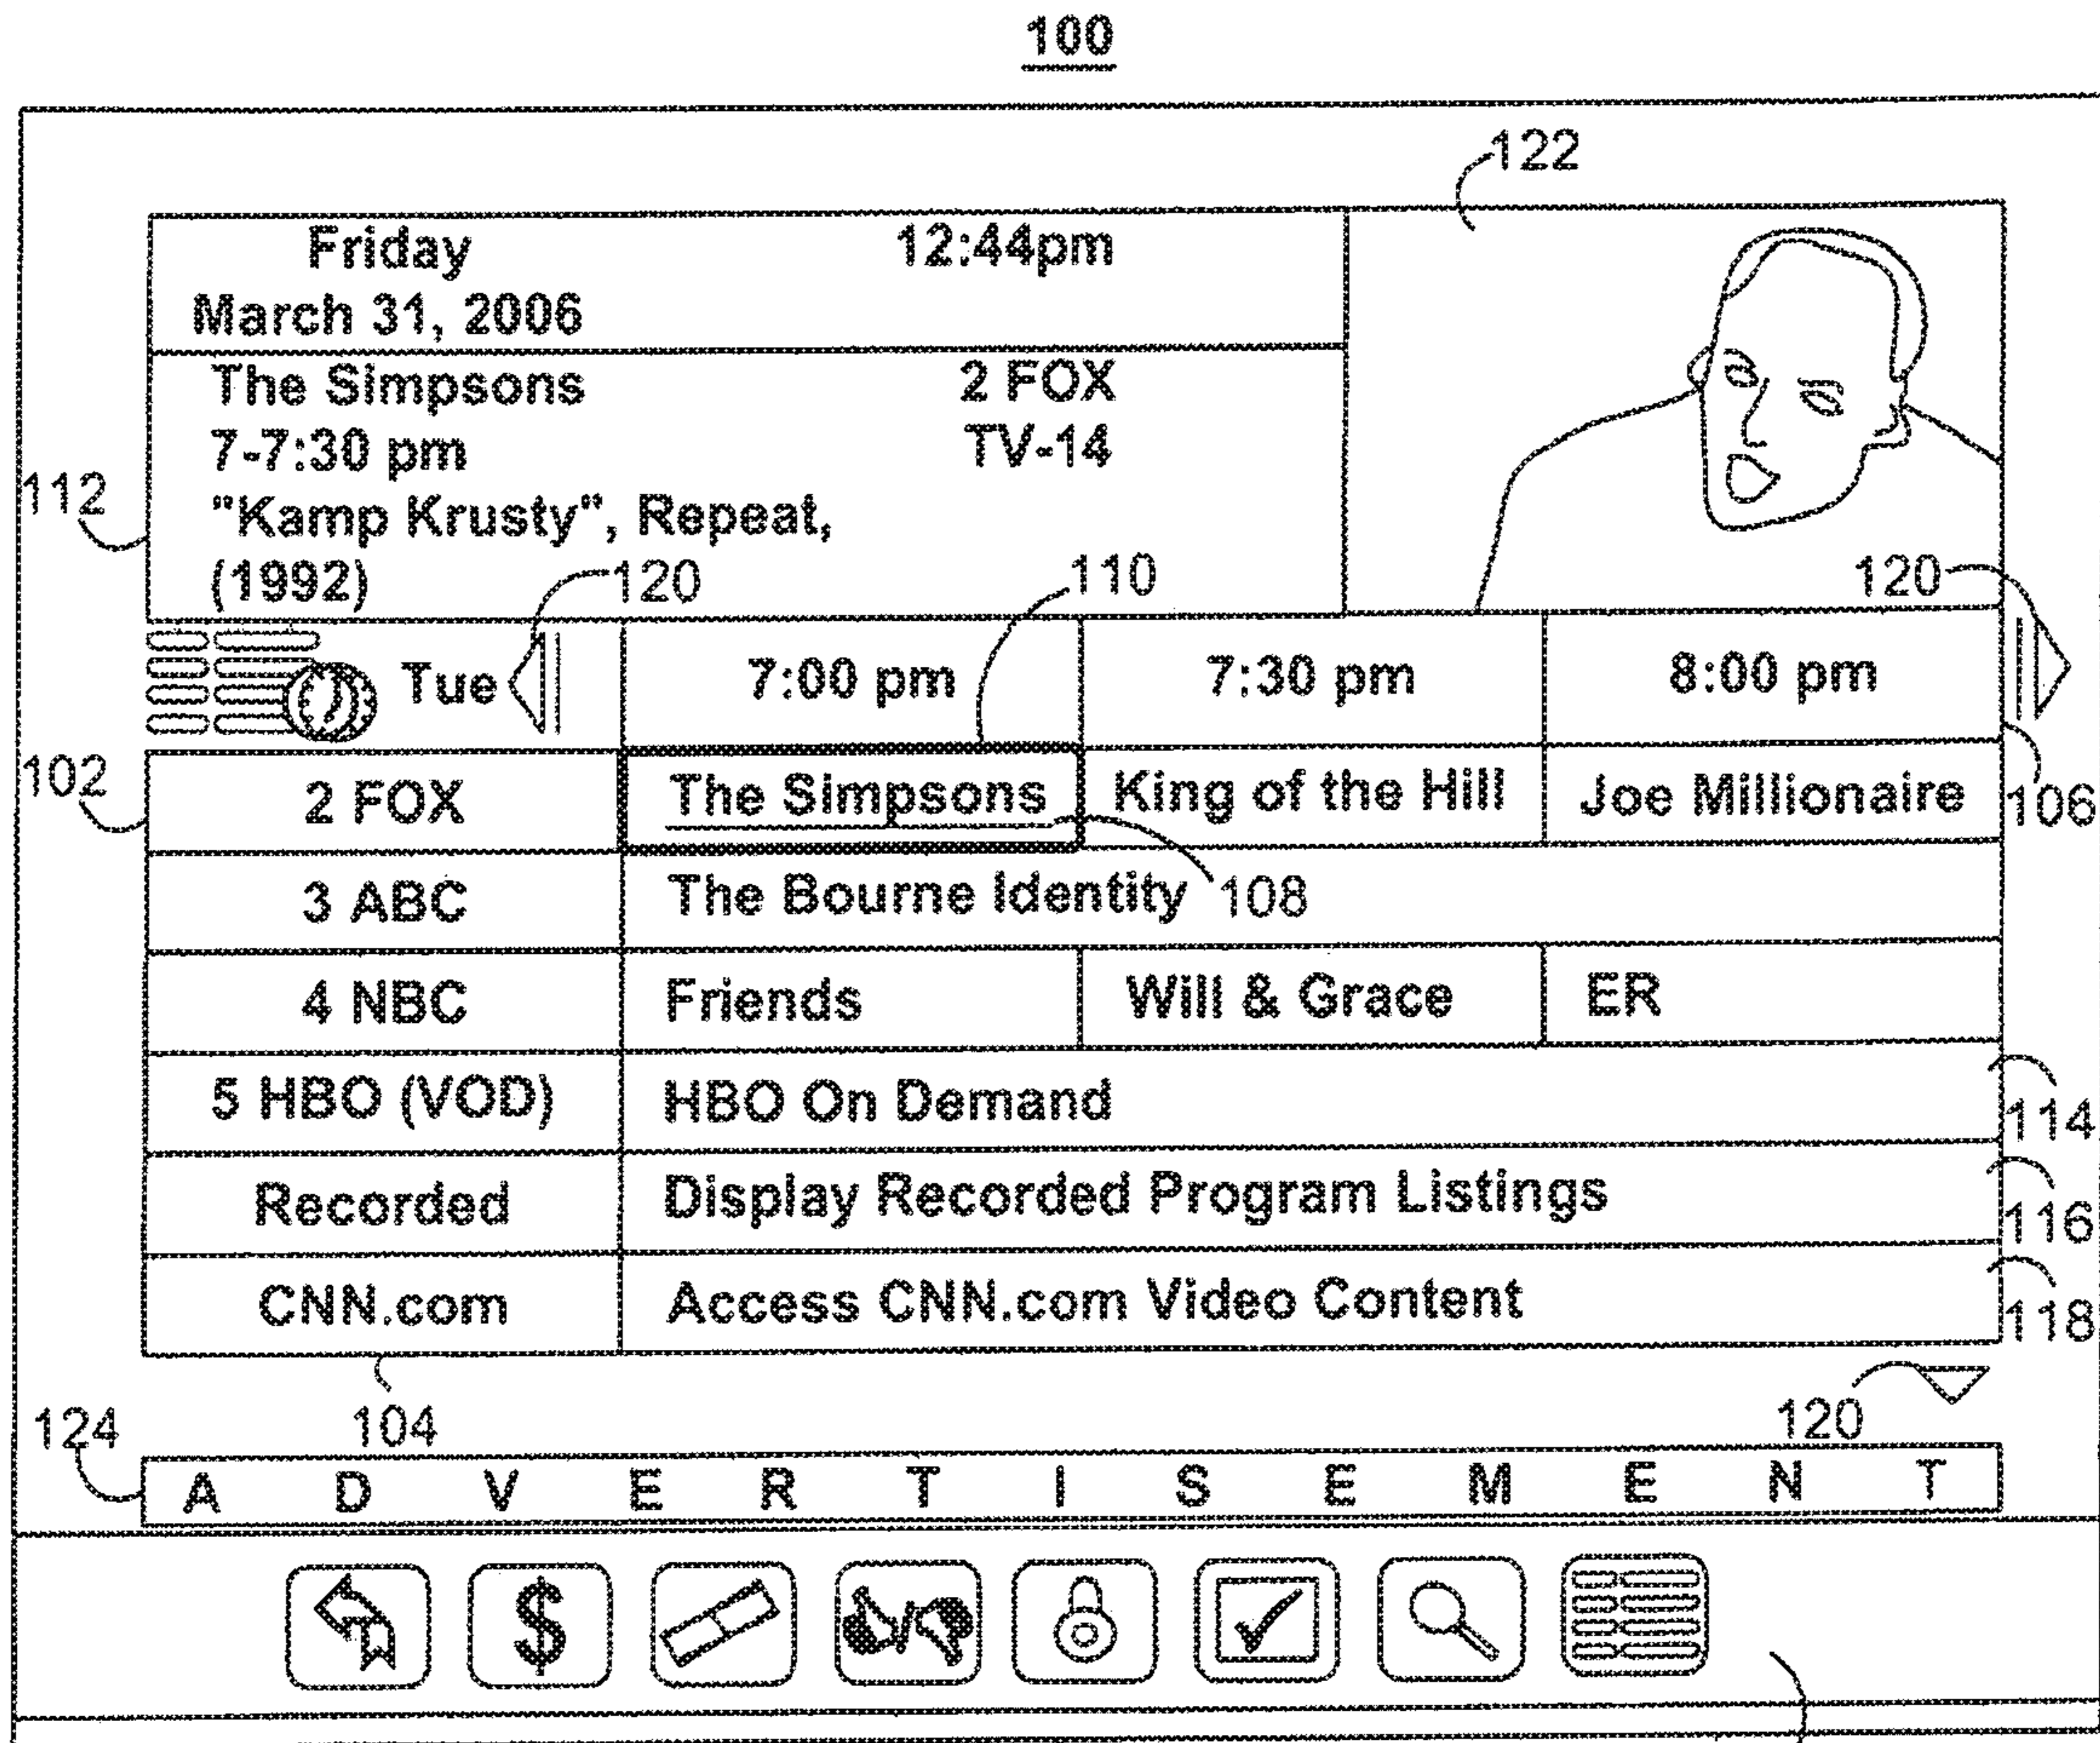 100
122
Friday 12:44pm
March 31, 2006
The Simpsons 2 FOX
7-7:30 pm TV-14
112
"Kamp Krusty", Repeat,
(1992) 120 110 120
Tue 7:00 pm 7:30 pm 8:00 pm
102 2 FOX The Simpsons King of the Hill Joe Millionaire 106
3 ABC The Bourne Identity 108
4 NBC Friends Will & Grace ER
5 HBO (VOD) HBO On Demand 114
Recorded Display Recorded Program Listings 116
CNN.com Access CNN.com Video Content 118
124 104 120
A D V E R T I S E M E N T
$